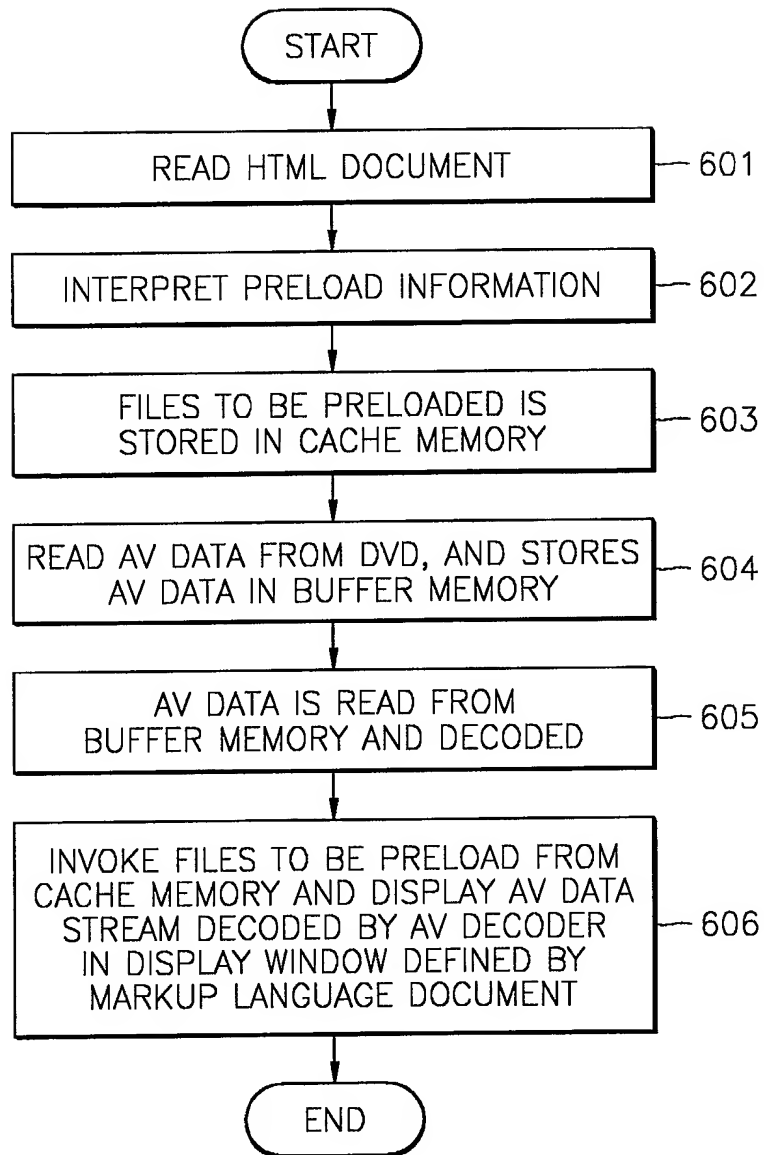 START
READ HTML DOCUMENT
601
INTERPRET PRELOAD INFORMATION
602
FILES TO BE PRELOADED IS
STORED IN CACHE MEMORY
603
READ AV DATA FROM DVD, AND STORES
AV DATA IN BUFFER MEMORY
604
AV DATA IS READ FROM
BUFFER MEMORY AND DECODED
605
INVOKE FILES TO BE PRELOAD FROM
CACHE MEMORY AND DISPLAY AV DATA
STREAM DECODED BY AV DECODER
IN DISPLAY WINDOW DEFINED BY
MARKUP LANGUAGE DOCUMENT
606
END